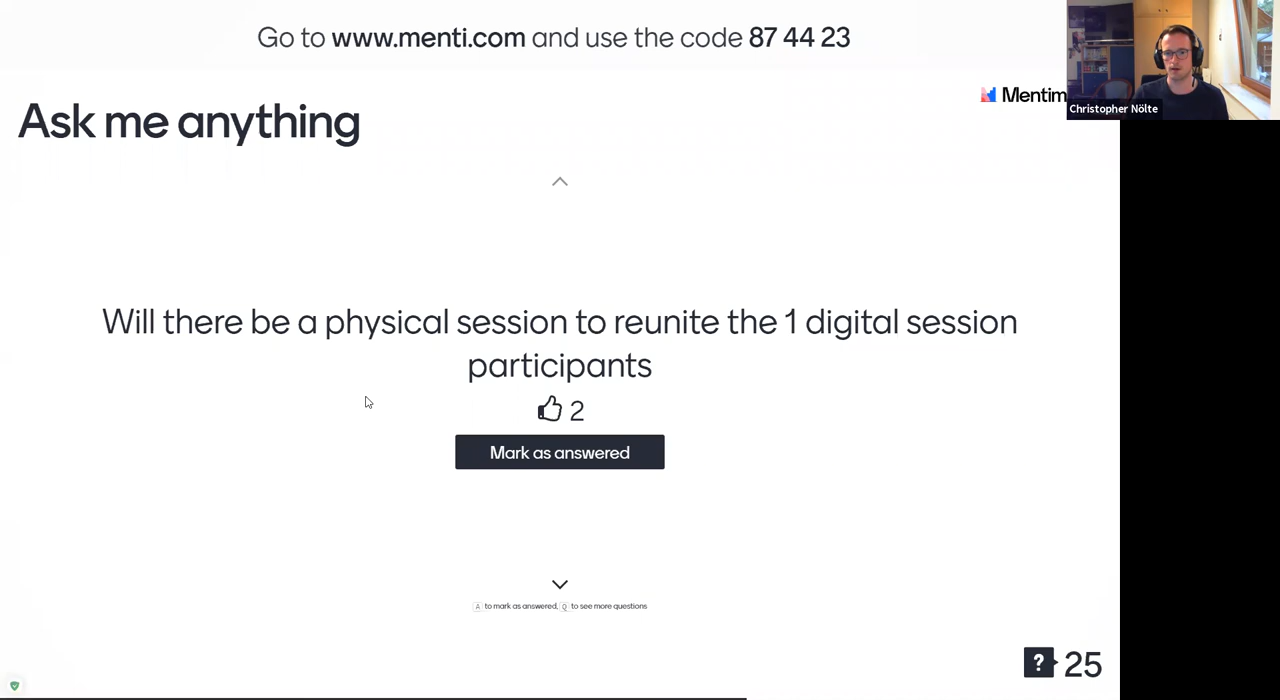 Go to www.menti.com and use the code 87 44 23
Mentim
Christopher Nölte
Ask me anything
Will there be a physical session to reunite the 1 digital session
participants
2
Mark as answered
A to mark as answered, Q to see more questions
? 25